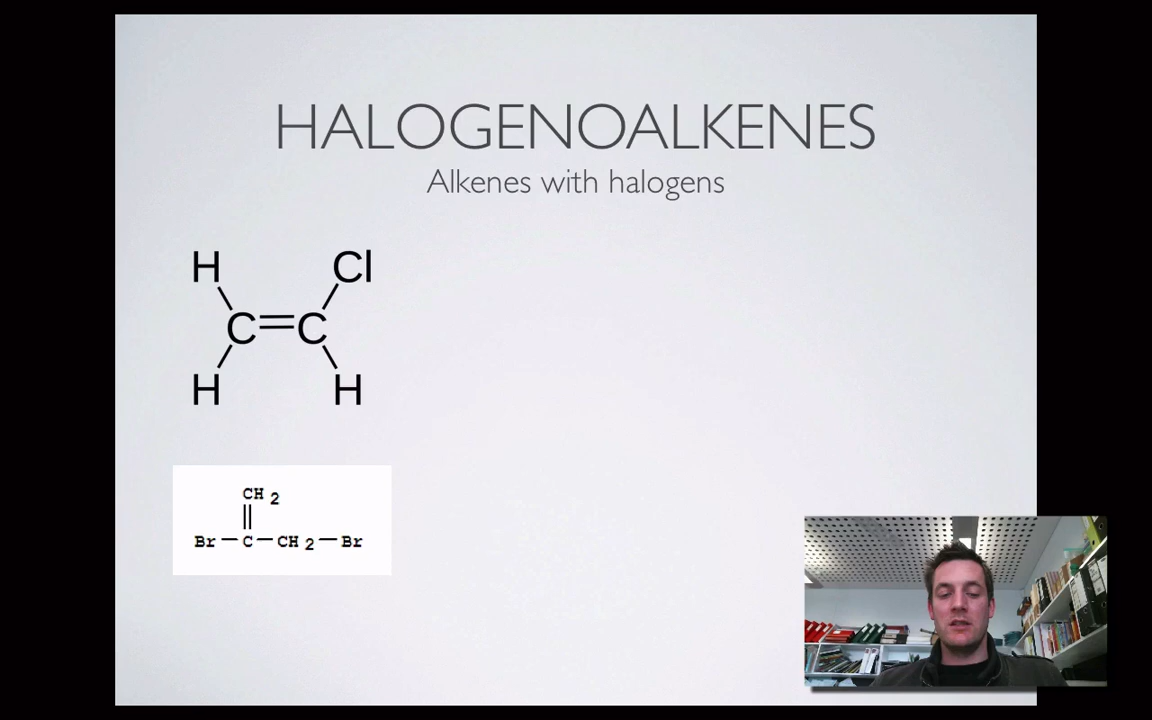 HALOGENOALKENES
Alkenes with halogens
H Cl
C=C
H H
CH 2
Br—C—CH 2—Br